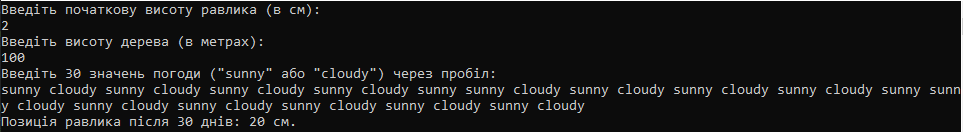 Введіть початкову висоту равлика (в см):
2
Введіть висоту дерева (в метрах):
100
Введіть 30 значень погоди ("sunny" або "cloudy") через пробіл:
sunny cloudy sunny cloudy sunny cloudy sunny cloudy sunny sunny cloudy sunny cloudy sunny cloudy sunny cloudy sunny sunn
y cloudy sunny cloudy sunny cloudy sunny cloudy sunny cloudy sunny cloudy
Позиція равлика після 30 днів: 20 см.